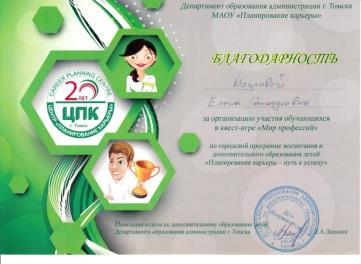 Департамент образования администрации г. Томска
МАОУ «Планирование карьеры»
CAREER PLANNING CENTRE
20 ЛЕТ
ЦПК
г. Томск
ЦЕНТР ПЛАНИРОВАНИЯ КАРЬЕРЫ
БЛАГОДАРНОСТЬ
Козловой
Елене Геннадьевне
за организацию участия обучающихся
в квест-игре «Мир профессий»
по городской программе воспитания и
дополнительного образования детей
«Планирование карьеры – путь к успеху»
Начальник отдела по дополнительному образованию детей
Департамента образования администрации г. Томска